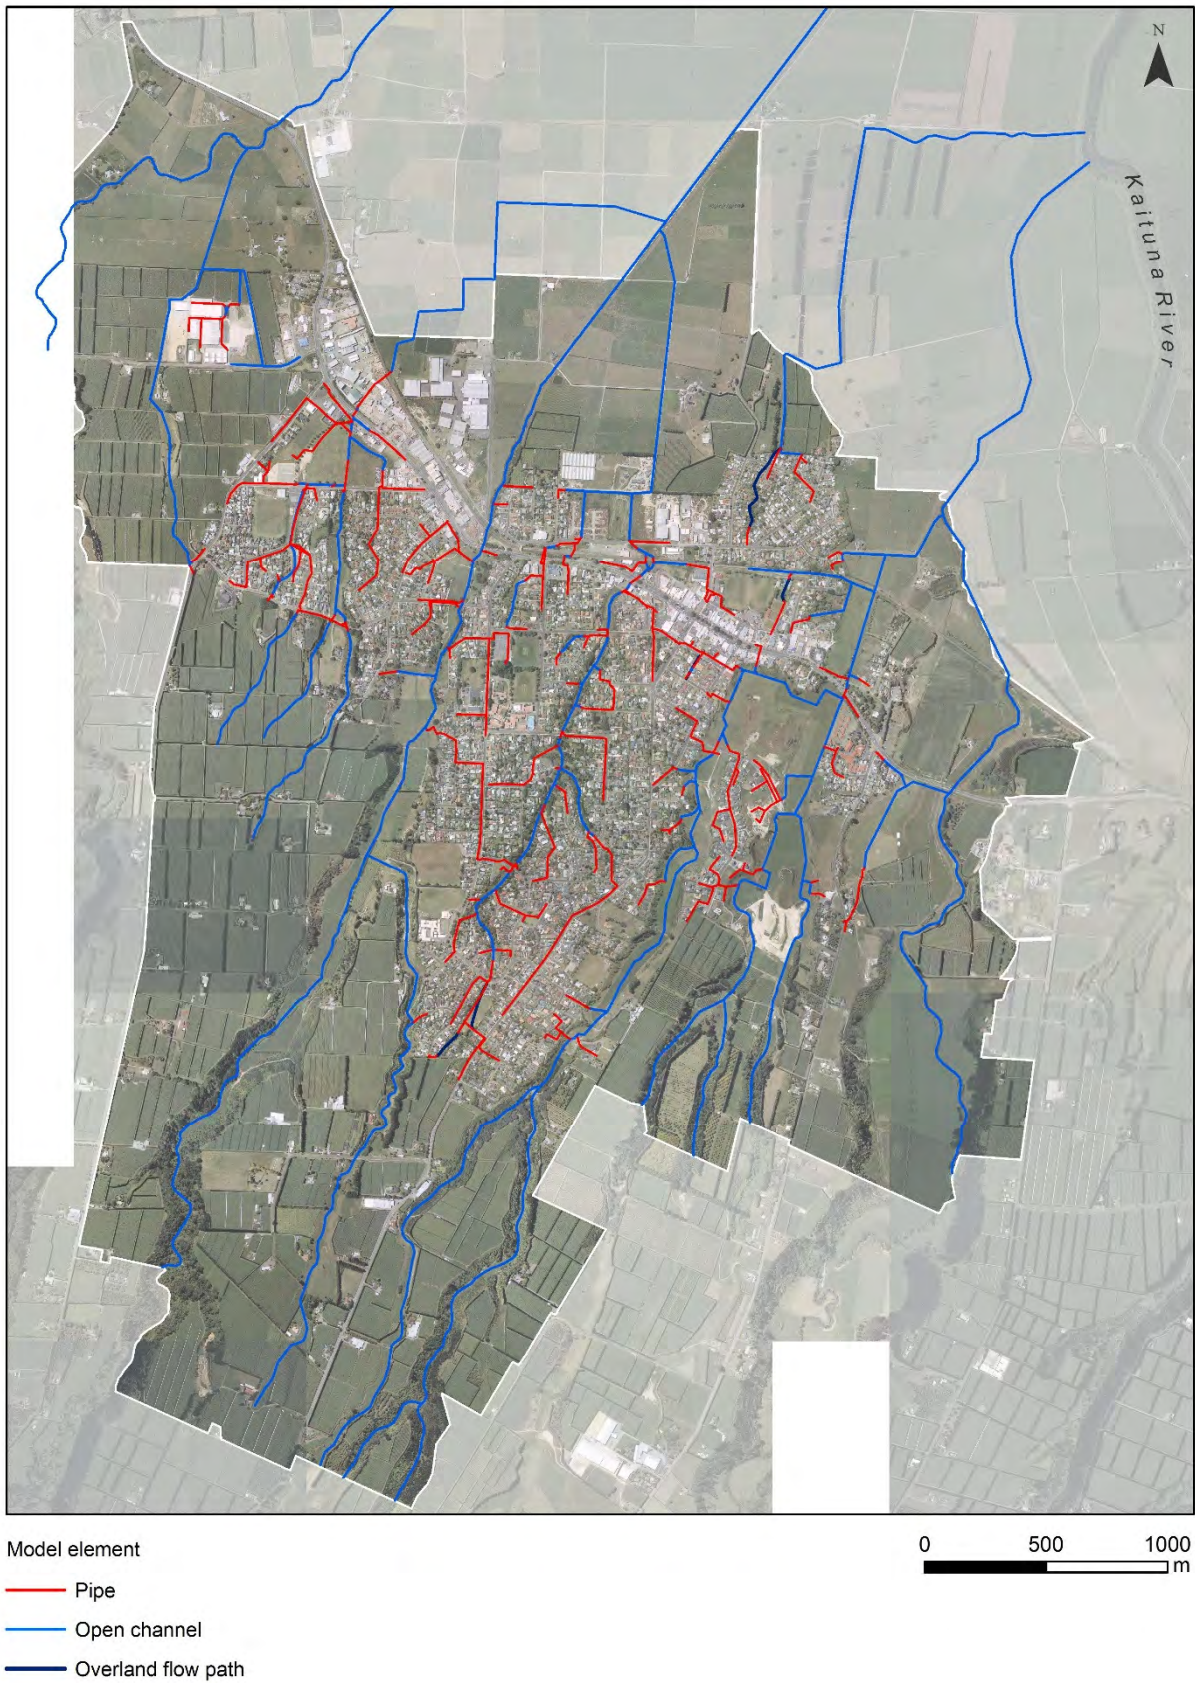 N
Kaituna River
Model element
0 500 1000
m
Pipe
Open channel
Overland flow path